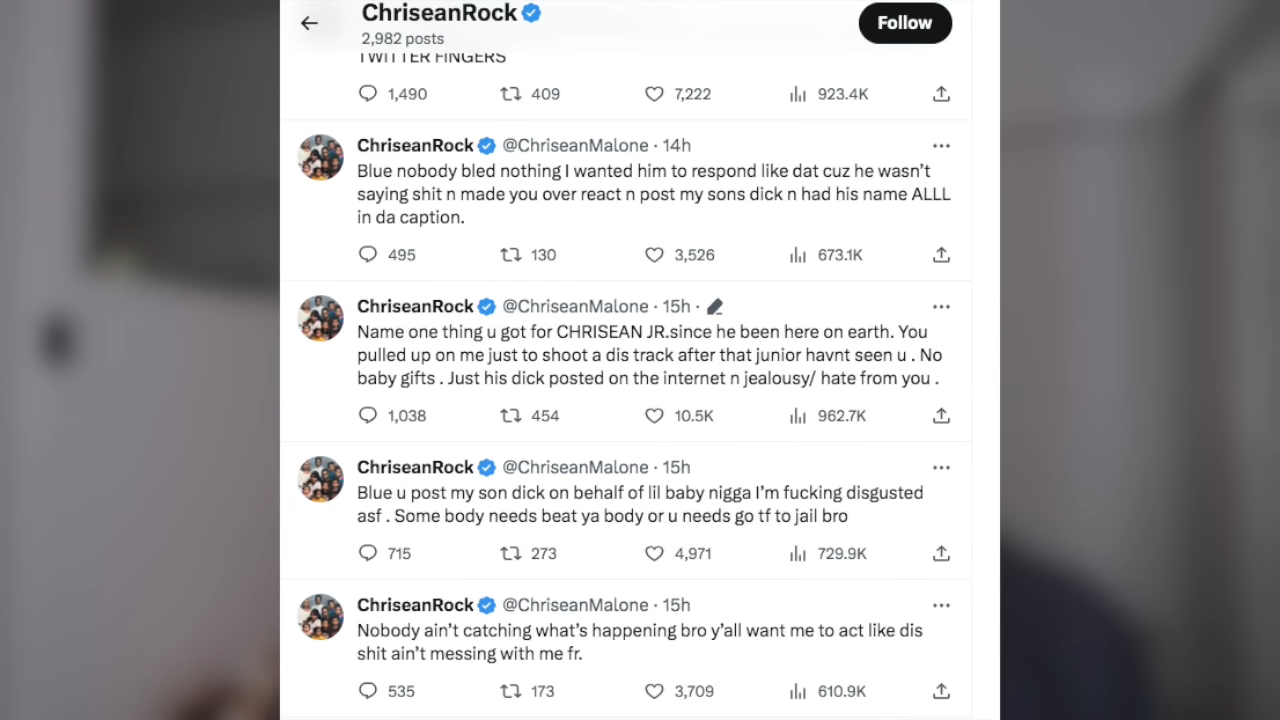 ChriseanRock
2,982 posts
Follow
TWITTER FINGERS
1,490 409 7,222 923.4K
ChriseanRock @ChriseanMalone · 14h
Blue nobody bled nothing I wanted him to respond like dat cuz he wasn't
saying shit n made you over react n post my sons dick n had his name ALLL
in da caption.
495 130 3,526 673.1K
ChriseanRock @ChriseanMalone · 15h ·
Name one thing u got for CHRISEAN JR.since he been here on earth. You
pulled up on me just to shoot a dis track after that junior havnt seen u . No
baby gifts . Just his dick posted on the internet n jealousy/ hate from you .
1,038 454 10.5K 962.7K
ChriseanRock @ChriseanMalone · 15h
Blue u post my son dick on behalf of lil baby nigga I'm fucking disgusted
asf . Some body needs beat ya body or u needs go tf to jail bro
715 273 4,971 729.9K
ChriseanRock @ChriseanMalone · 15h
Nobody ain't catching what's happening bro y'all want me to act like dis
shit ain't messing with me fr.
535 173 3,709 610.9K